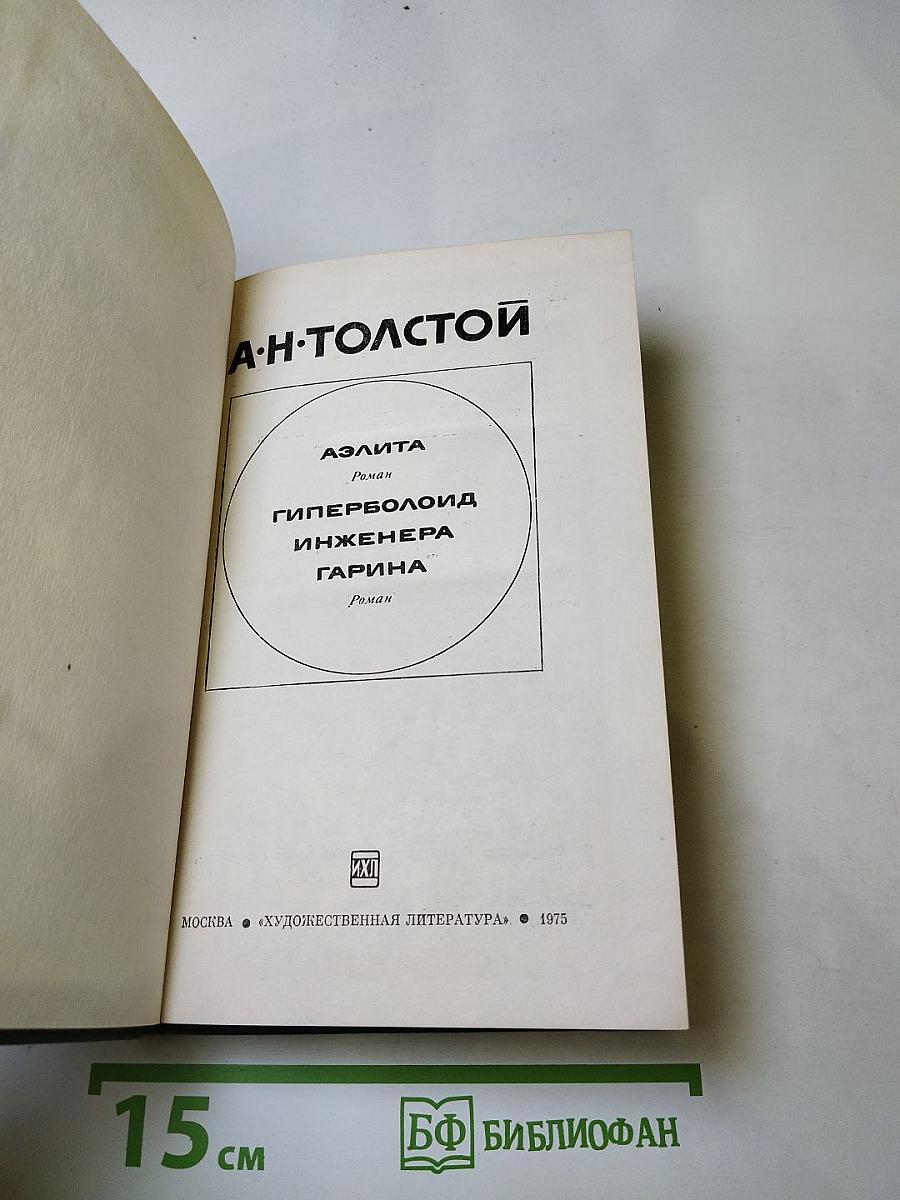 А·Н·ТОЛСТОЙ
АЭЛИТА
Роман
ГИПЕРБОЛОИД
ИНЖЕНЕРА
ГАРИНА
Роман
ИХЛ
МОСКВА ● «ХУДОЖЕСТВЕННАЯ ЛИТЕРАТУРА» ● 1975
15 см
БФ БИБЛИОФАН